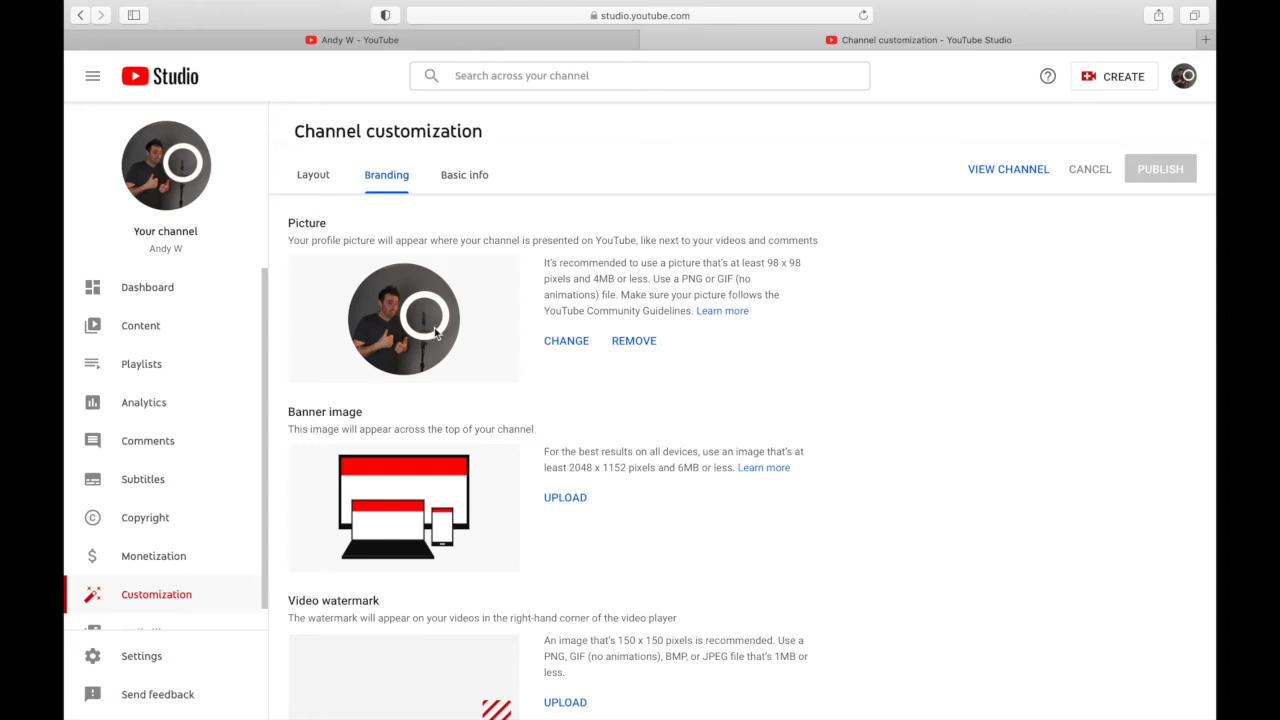 studio.youtube.com
Andy W - YouTube
Channel customization - YouTube Studio
Studio
Search across your channel
CREATE
Channel customization
Layout
Branding
Basic info
VIEW CHANNEL
CANCEL
PUBLISH
Your channel
Andy W
Dashboard
Content
Playlists
Analytics
Comments
Subtitles
Copyright
Monetization
Customization
Settings
Send feedback
Picture
Your profile picture will appear where your channel is presented on YouTube, like next to your videos and comments
It's recommended to use a picture that's at least 98 x 98
pixels and 4MB or less. Use a PNG or GIF (no
animations) file. Make sure your picture follows the
YouTube Community Guidelines. Learn more
CHANGE
REMOVE
Banner image
This image will appear across the top of your channel
For the best results on all devices, use an image that's at
least 2048 x 1152 pixels and 6MB or less. Learn more
UPLOAD
Video watermark
The watermark will appear on your videos in the right-hand corner of the video player
An image that's 150 x 150 pixels is recommended. Use a
PNG, GIF (no animations), BMP, or JPEG file that's 1MB or
less.
UPLOAD